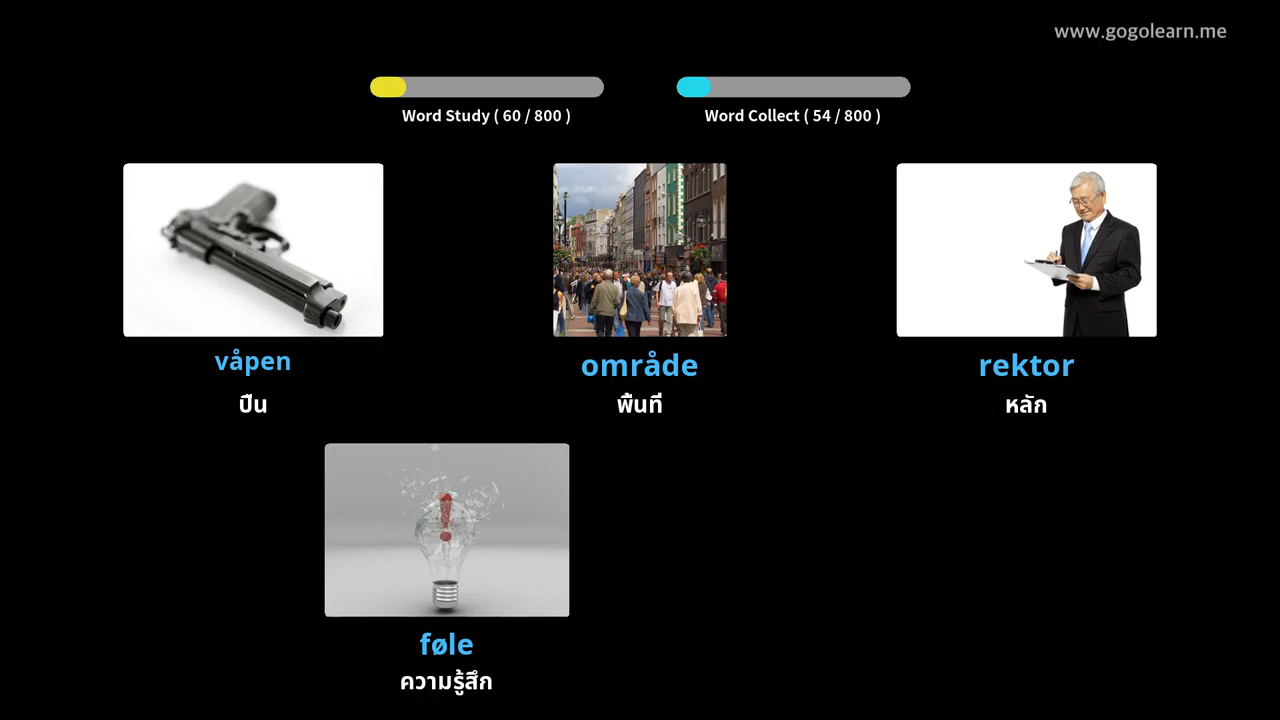 www.gogolearn.me
Word Study ( 60 / 800 )
Word Collect ( 54 / 800 )
våpen
område
rektor
ปืน
พื้นที่
หลัก
føle
ความรู้สึก